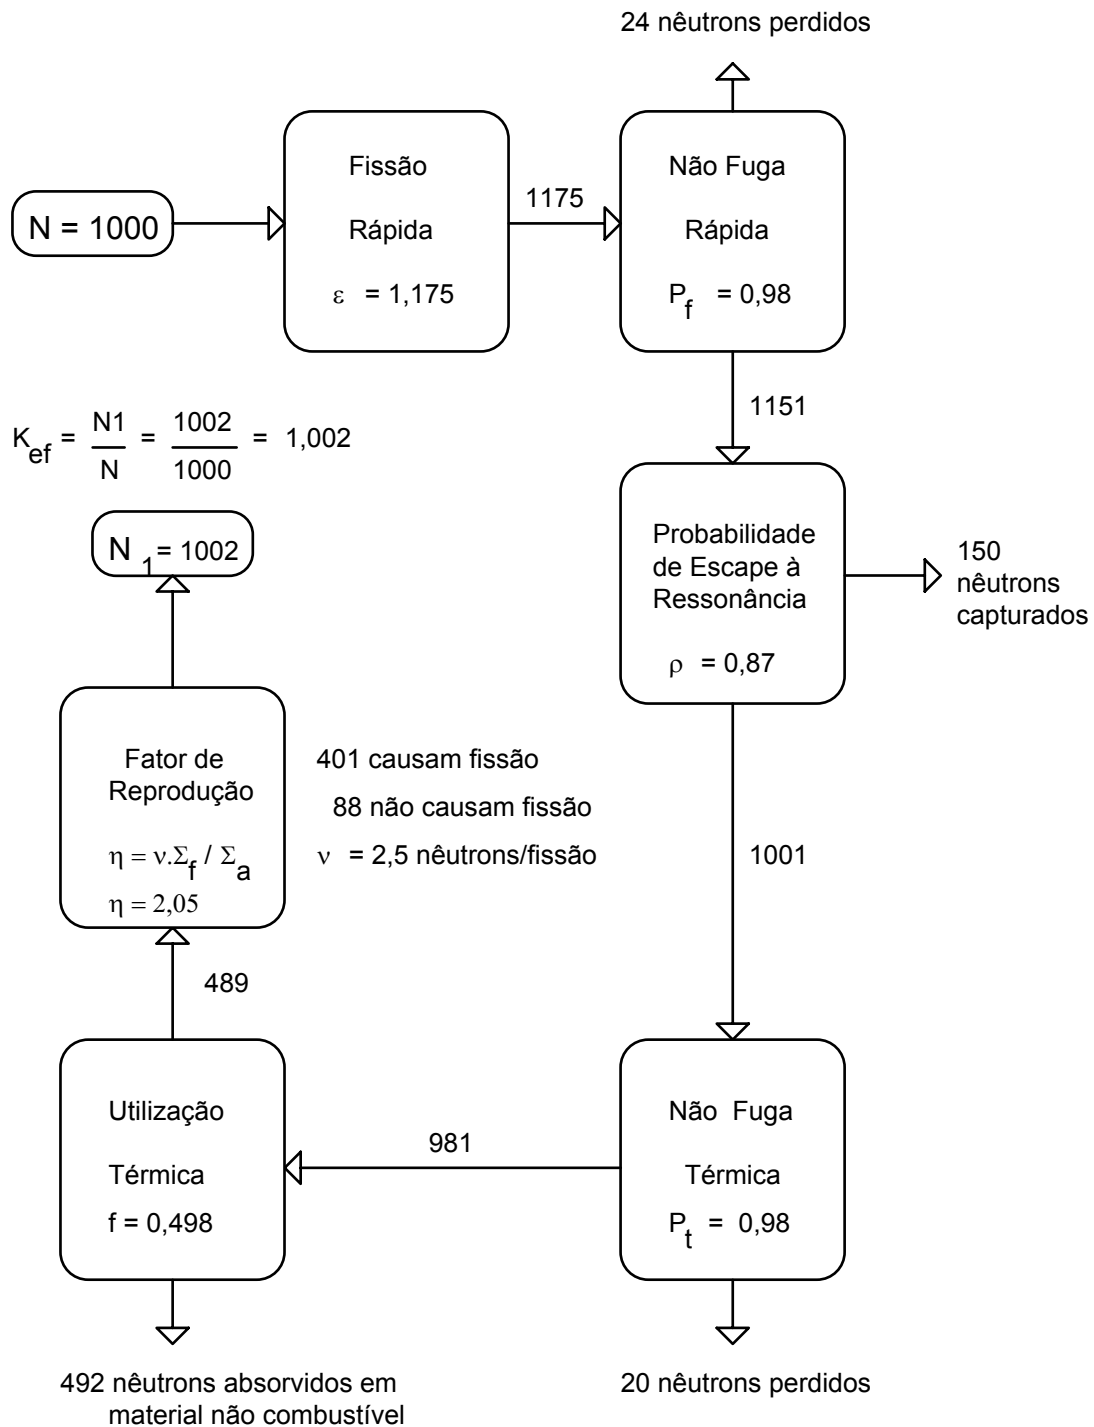 24 nêutrons perdidos
N = 1000
Fissão
Rápida
ε = 1,175
1175
Não Fuga
Rápida
P_f = 0,98
1151
K_ef = N1 / N = 1002 / 1000 = 1,002
N_1 = 1002
Probabilidade
de Escape à
Ressonância
ρ = 0,87
150
nêutrons
capturados
Fator de
Reprodução
η = ν.Σ_f / Σ_a
η = 2,05
401 causam fissão
88 não causam fissão
ν = 2,5 nêutrons/fissão
1001
489
Utilização
Térmica
f = 0,498
981
Não Fuga
Térmica
P_t = 0,98
492 nêutrons absorvidos em
material não combustível
20 nêutrons perdidos